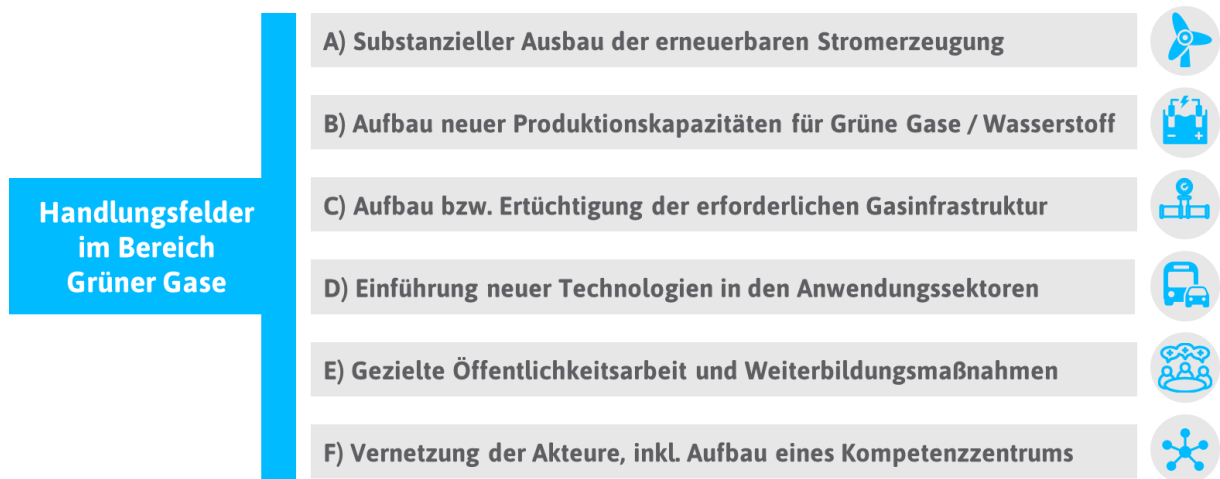 Handlungsfelder
im Bereich
Grüner Gase
A) Substanzieller Ausbau der erneuerbaren Stromerzeugung
B) Aufbau neuer Produktionskapazitäten für Grüne Gase / Wasserstoff
C) Aufbau bzw. Ertüchtigung der erforderlichen Gasinfrastruktur
D) Einführung neuer Technologien in den Anwendungssektoren
E) Gezielte Öffentlichkeitsarbeit und Weiterbildungsmaßnahmen
F) Vernetzung der Akteure, inkl. Aufbau eines Kompetenzzentrums